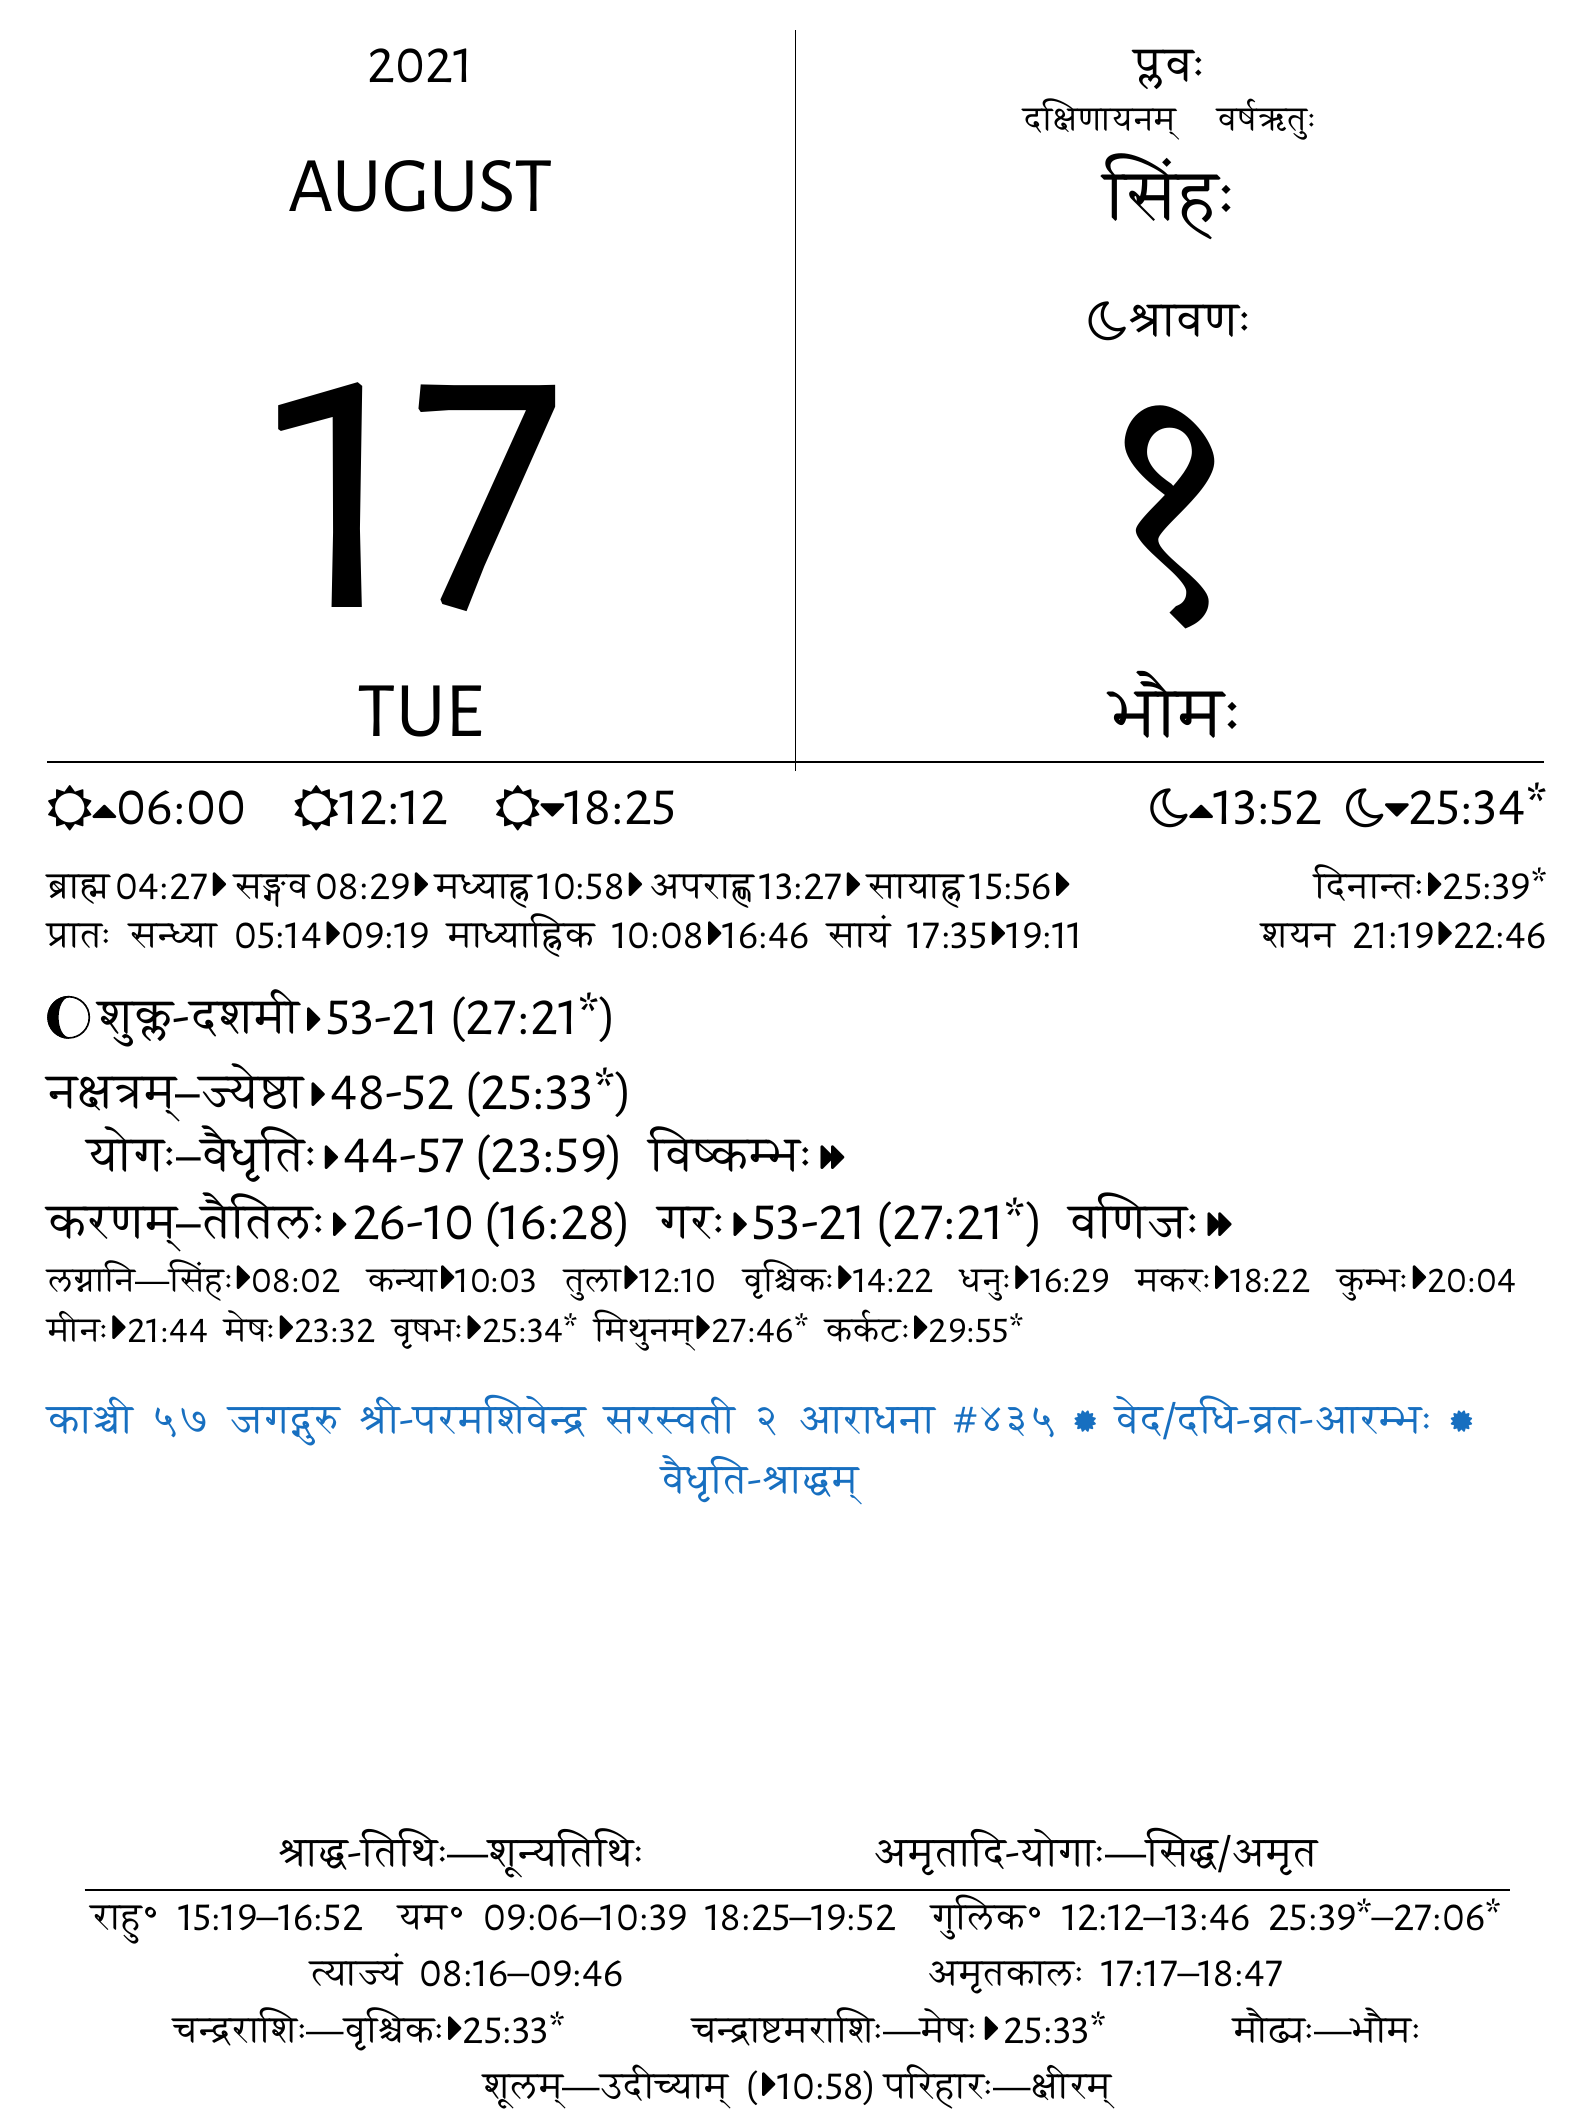 2021
AUGUST
17
TUE
प्लवः
दक्षिणायनम् वर्षऋतुः
सिंहः
श्रावणः
१
भौमः
06:00 12:12 18:25 13:52 25:34*
ब्राह्म 04:27 सङ्गव 08:29 मध्याह्न 10:58 अपराह्ण 13:27 सायाह्न 15:56 दिनान्तः 25:39*
प्रातः सन्ध्या 05:14 09:19 माध्याह्निक 10:08 16:46 सायं 17:35 19:11 शयन 21:19 22:46
शुक्ल-दशमी 53-21 (27:21*)
नक्षत्रम्–ज्येष्ठा 48-52 (25:33*)
योगः–वैधृतिः 44-57 (23:59) विष्कम्भः
करणम्–तैतिलः 26-10 (16:28) गरः 53-21 (27:21*) वणिजः
लग्नानि—सिंहः 08:02 कन्या 10:03 तुला 12:10 वृश्चिकः 14:22 धनुः 16:29 मकरः 18:22 कुम्भः 20:04
मीनः 21:44 मेषः 23:32 वृषभः 25:34* मिथुनम् 27:46* कर्कटः 29:55*
काञ्ची ५७ जगद्गुरु श्री-परमशिवेन्द्र सरस्वती २ आराधना #४३५ वेद/दधि-व्रत-आरम्भः
वैधृति-श्राद्धम्
श्राद्ध-तिथिः—शून्यतिथिः अमृतादि-योगाः—सिद्ध/अमृत
राहु॰ 15:19–16:52 यम॰ 09:06–10:39 18:25–19:52 गुलिक॰ 12:12–13:46 25:39*–27:06*
त्याज्यं 08:16–09:46 अमृतकालः 17:17–18:47
चन्द्रराशिः—वृश्चिकः 25:33* चन्द्राष्टमराशिः—मेषः 25:33* मौढ्यः—भौमः
शूलम्—उदीच्याम् (10:58) परिहारः—क्षीरम्